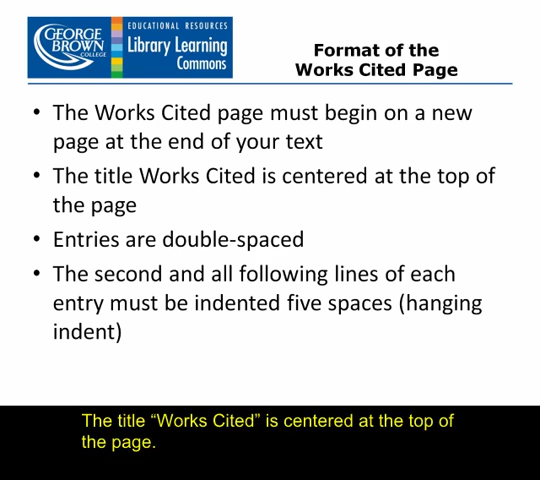 GEORGE
BROWN
COLLEGE
EDUCATIONAL RESOURCES
Library Learning
Commons
Format of the
Works Cited Page
• The Works Cited page must begin on a new
page at the end of your text
• The title Works Cited is centered at the top of
the page
• Entries are double-spaced
• The second and all following lines of each
entry must be indented five spaces (hanging
indent)
The title “Works Cited” is centered at the top of
the page.